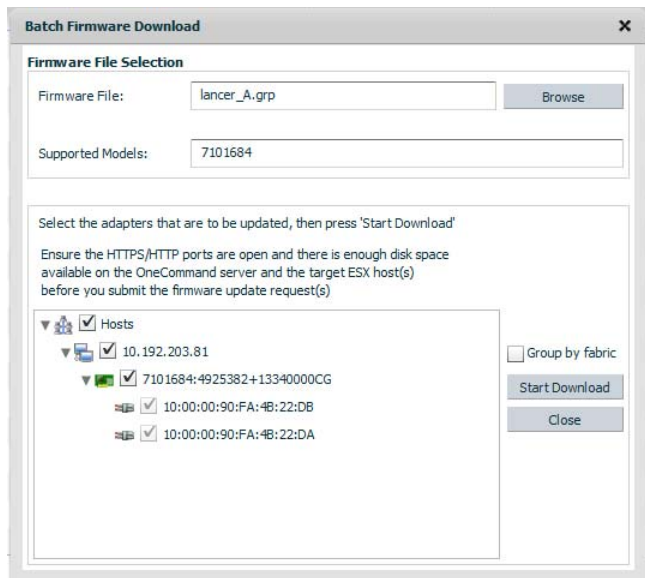 Batch Firmware Download
Firmware File Selection
Firmware File: lancer_A.grp Browse
Supported Models: 7101684
Select the adapters that are to be updated, then press 'Start Download'
Ensure the HTTPS/HTTP ports are open and there is enough disk space
available on the OneCommand server and the target ESX host(s)
before you submit the firmware update request(s)
Hosts
10.192.203.81
Group by fabric
7101684:4925382+13340000CG
Start Download
10:00:00:90:FA:4B:22:DB
Close
10:00:00:90:FA:4B:22:DA